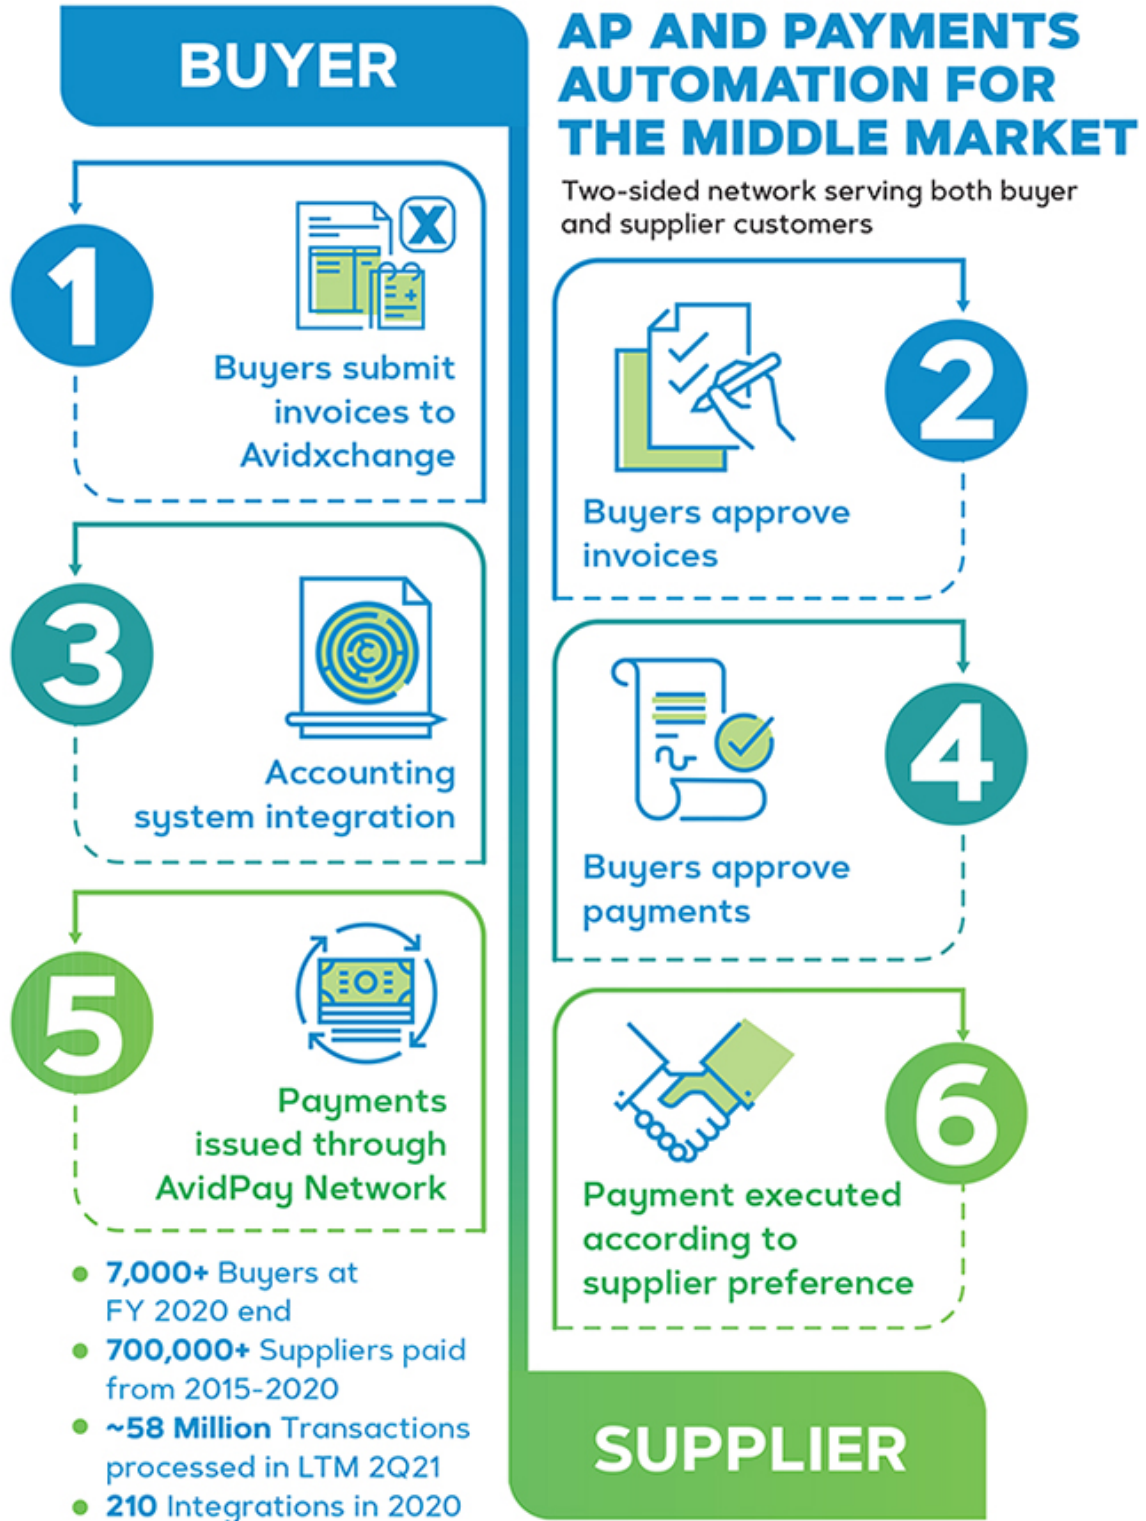 BUYER
AP AND PAYMENTS
AUTOMATION FOR
THE MIDDLE MARKET
Two-sided network serving both buyer
and supplier customers
1
X
Buyers submit
invoices to
Avidxchange
2
Buyers approve
invoices
3
Accounting
system integration
4
Buyers approve
payments
5
Payments
issued through
AvidPay Network
6
Payment executed
according to
supplier preference
7,000+ Buyers at
FY 2020 end
700,000+ Suppliers paid
from 2015-2020
~58 Million Transactions
processed in LTM 2Q21
210 Integrations in 2020
SUPPLIER